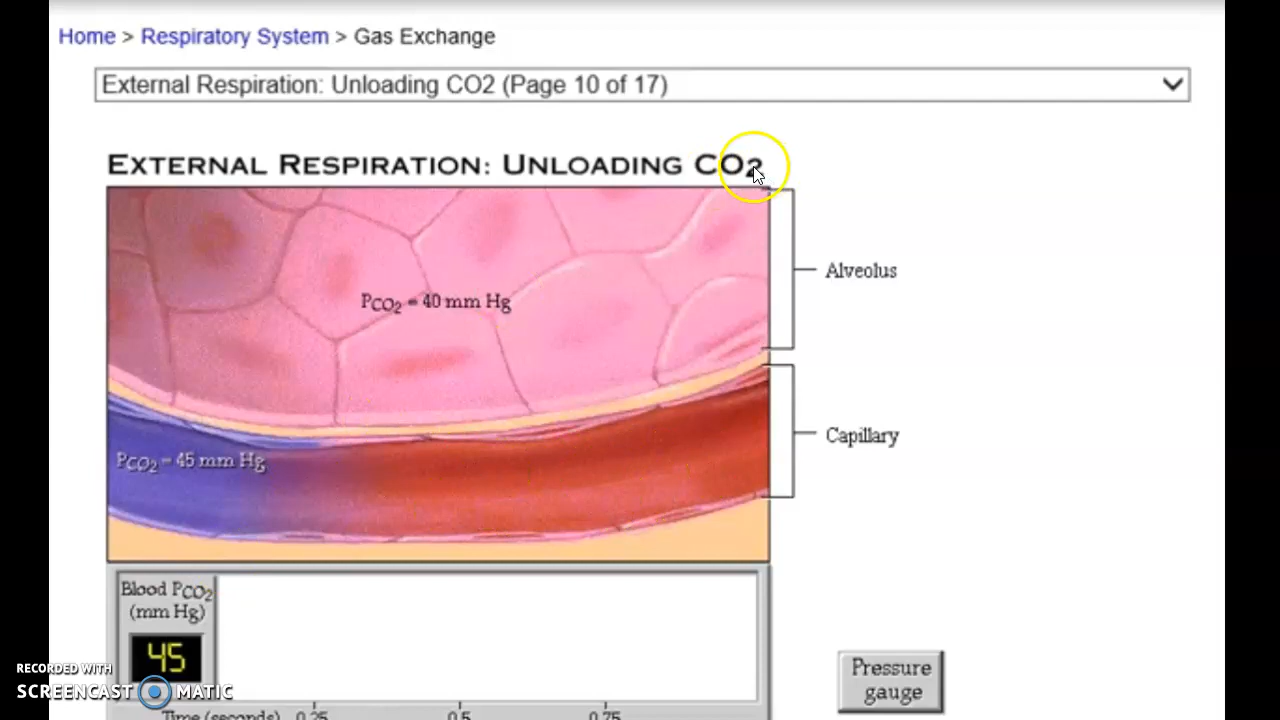 Home > Respiratory System > Gas Exchange
External Respiration: Unloading CO2 (Page 10 of 17)
EXTERNAL RESPIRATION: UNLOADING CO2
PCO2 = 40 mm Hg
Alveolus
PCO2 = 45 mm Hg
Capillary
Blood PCO2
(mm Hg)
45
Pressure
gauge
Time (seconds) 0.25 0.5 0.75
RECORDED WITH
SCREENCAST MATIC